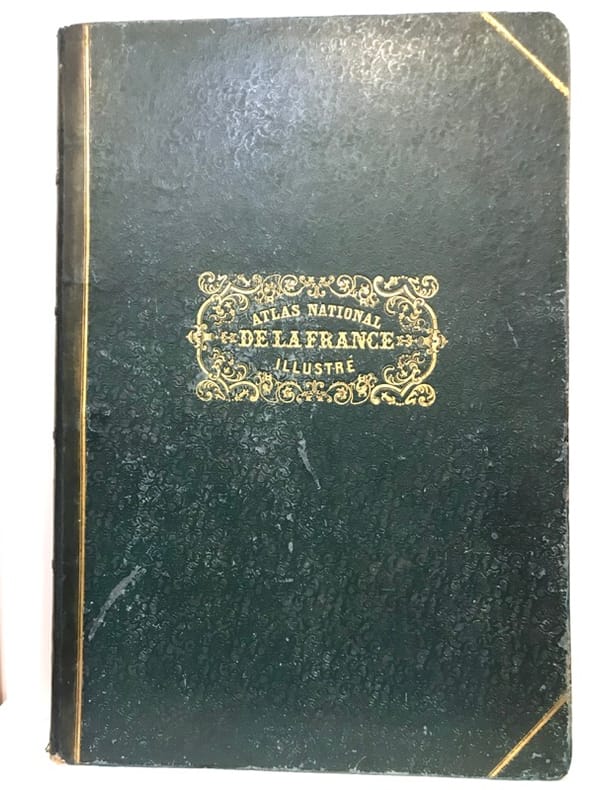 ATLAS NATIONAL
DE LA FRANCE
ILLUSTRÉ